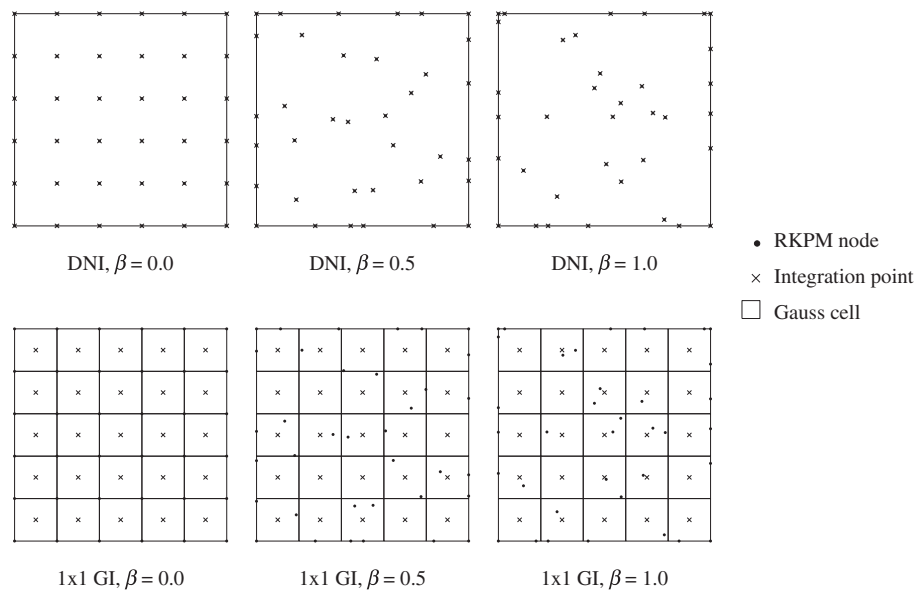 DNI, β = 0.0
DNI, β = 0.5
DNI, β = 1.0
RKPM node
Integration point
Gauss cell
1x1 GI, β = 0.0
1x1 GI, β = 0.5
1x1 GI, β = 1.0